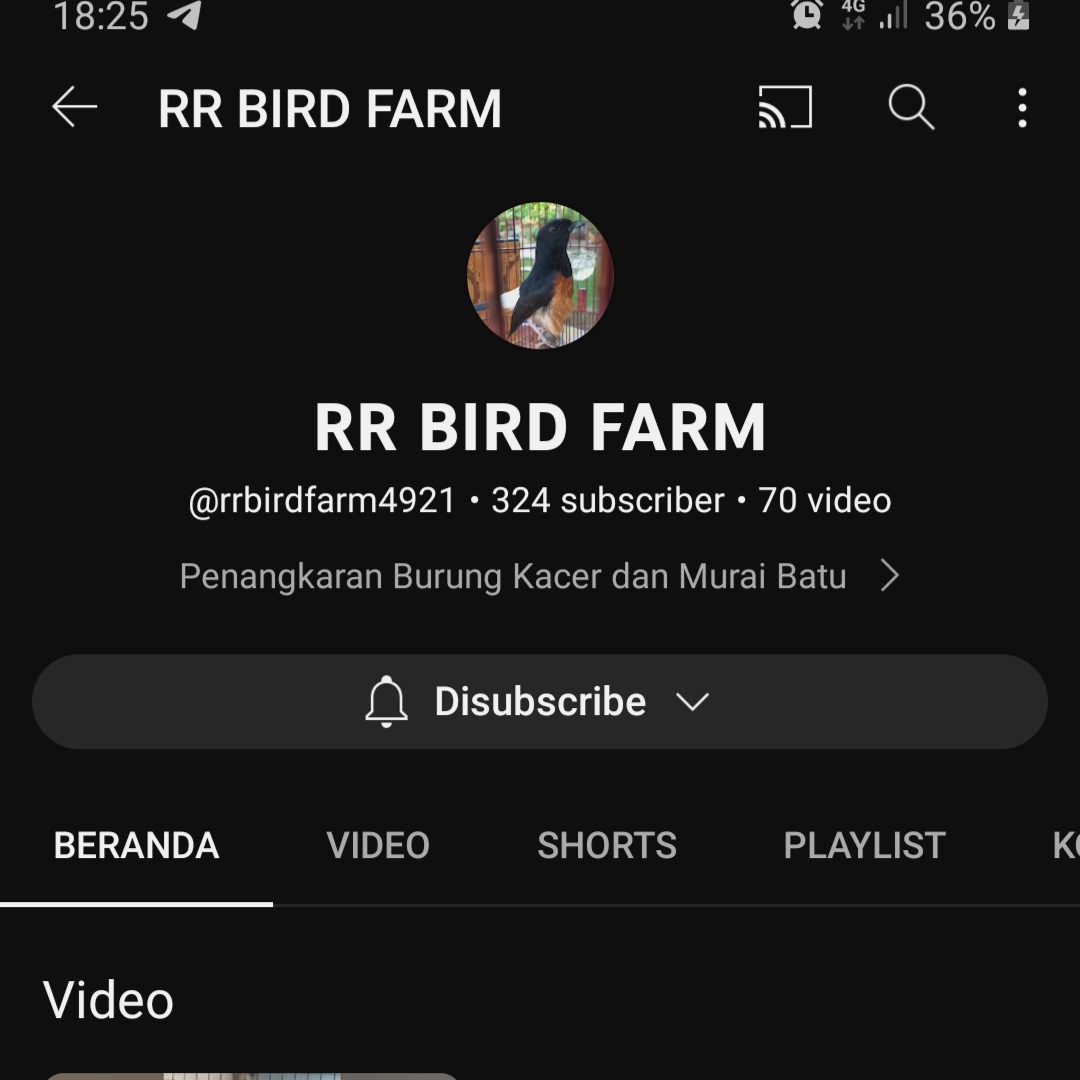 18:25 4G 36%
RR BIRD FARM
RR BIRD FARM
@rrbirdfarm4921 • 324 subscriber • 70 video
Penangkaran Burung Kacer dan Murai Batu
Disubscribe
BERANDA VIDEO SHORTS PLAYLIST
Video